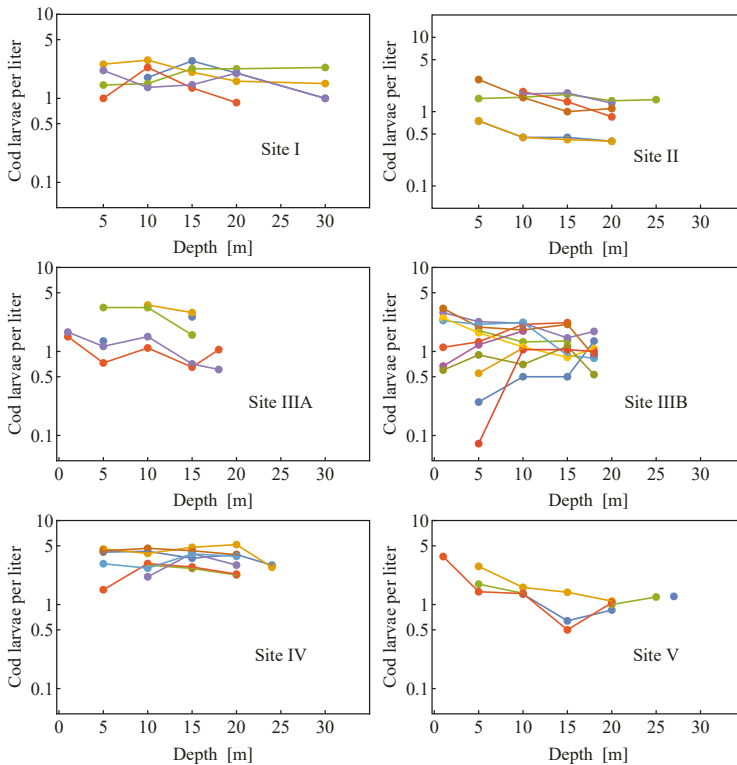 10
5
1
0.5
0.1
Cod larvae per liter
Site I
5 10 15 20 25 30
Depth [m]
10
5
1
0.5
0.1
Cod larvae per liter
Site II
5 10 15 20 25 30
Depth [m]
10
5
1
0.5
0.1
Cod larvae per liter
Site IIIA
0 5 10 15 20 25 30
Depth [m]
10
5
1
0.5
0.1
Cod larvae per liter
Site IIIB
0 5 10 15 20 25 30
Depth [m]
10
5
1
0.5
0.1
Cod larvae per liter
Site IV
0 5 10 15 20 25 30
Depth [m]
10
5
1
0.5
0.1
Cod larvae per liter
Site V
0 5 10 15 20 25 30
Depth [m]